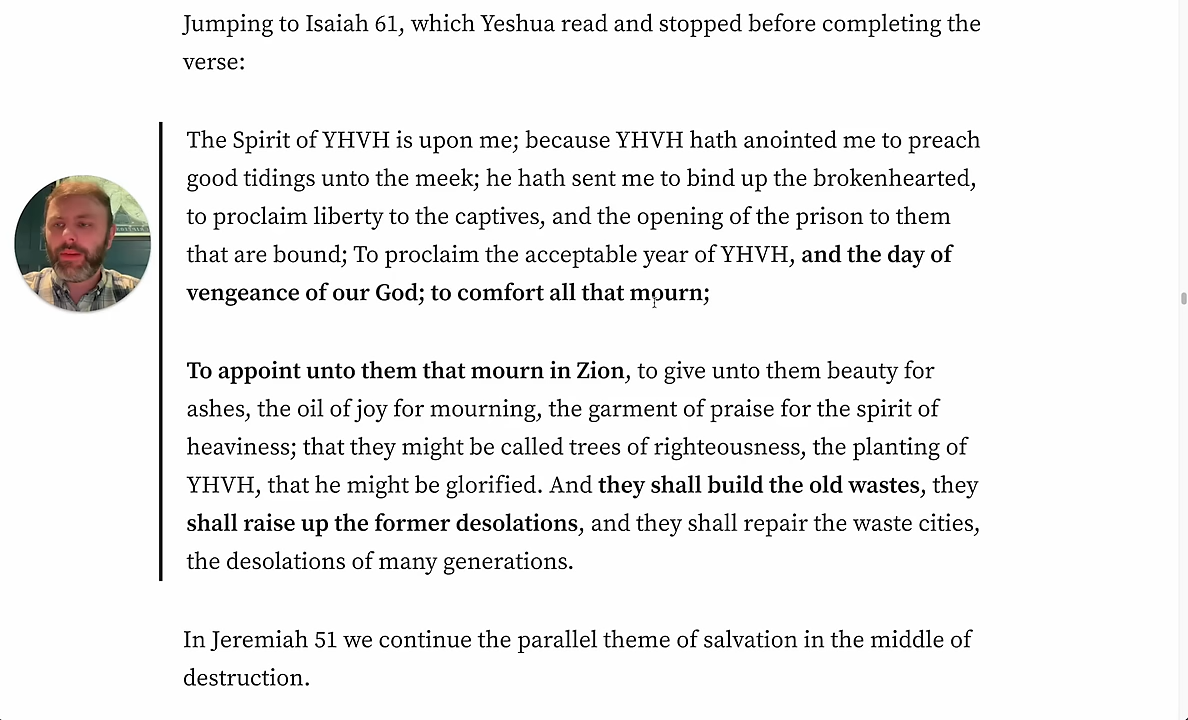 Jumping to Isaiah 61, which Yeshua read and stopped before completing the
verse:
The Spirit of YHVH is upon me; because YHVH hath anointed me to preach
good tidings unto the meek; he hath sent me to bind up the brokenhearted,
to proclaim liberty to the captives, and the opening of the prison to them
that are bound; To proclaim the acceptable year of YHVH, and the day of
vengeance of our God; to comfort all that mourn;
To appoint unto them that mourn in Zion, to give unto them beauty for
ashes, the oil of joy for mourning, the garment of praise for the spirit of
heaviness; that they might be called trees of righteousness, the planting of
YHVH, that he might be glorified. And they shall build the old wastes, they
shall raise up the former desolations, and they shall repair the waste cities,
the desolations of many generations.
In Jeremiah 51 we continue the parallel theme of salvation in the middle of
destruction.